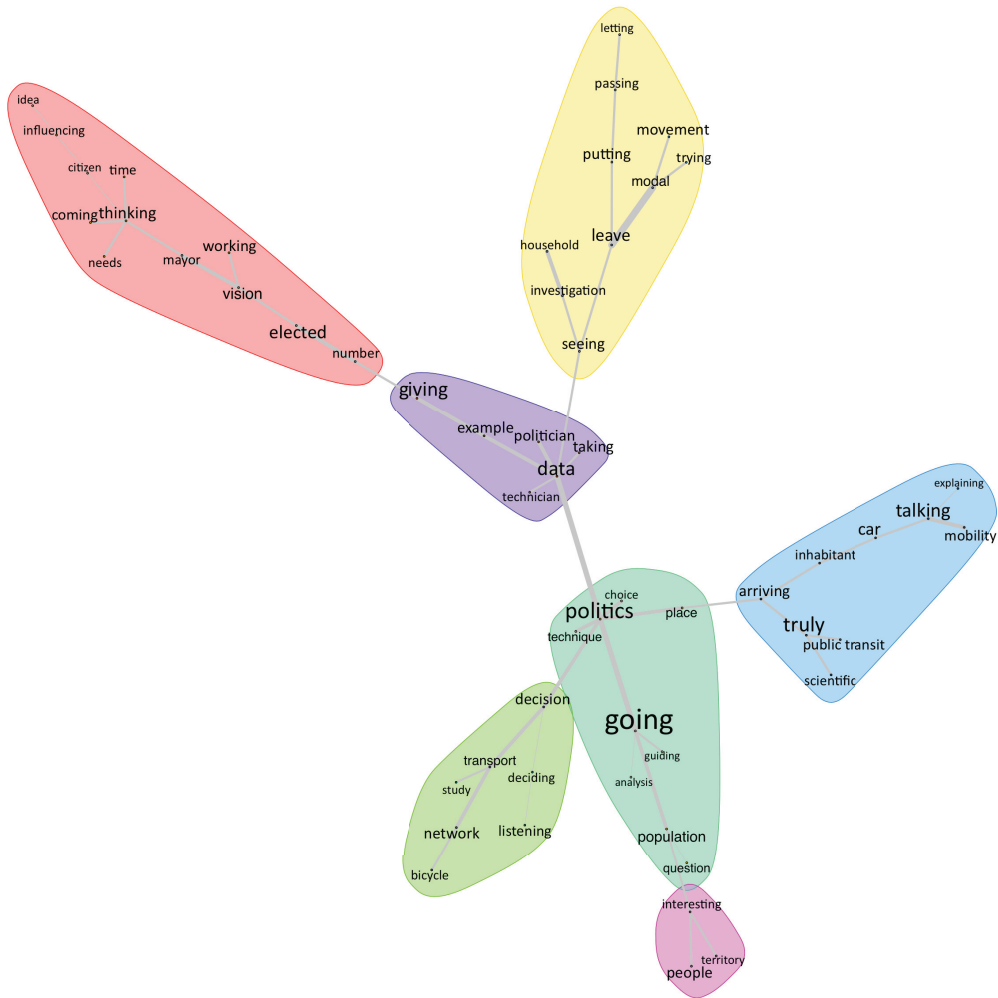 letting
passing
movement
putting
trying
modal
leave
household
investigation
seeing
idea
influencing
citizen
time
coming
thinking
needs
working
mayor
vision
elected
number
giving
example
politician
taking
data
technician
explaining
talking
car
mobility
inhabitant
arriving
truly
public transit
scientific
choice
politics
place
technique
going
guiding
analysis
population
question
decision
transport
deciding
study
network
listening
bicycle
interesting
territory
people